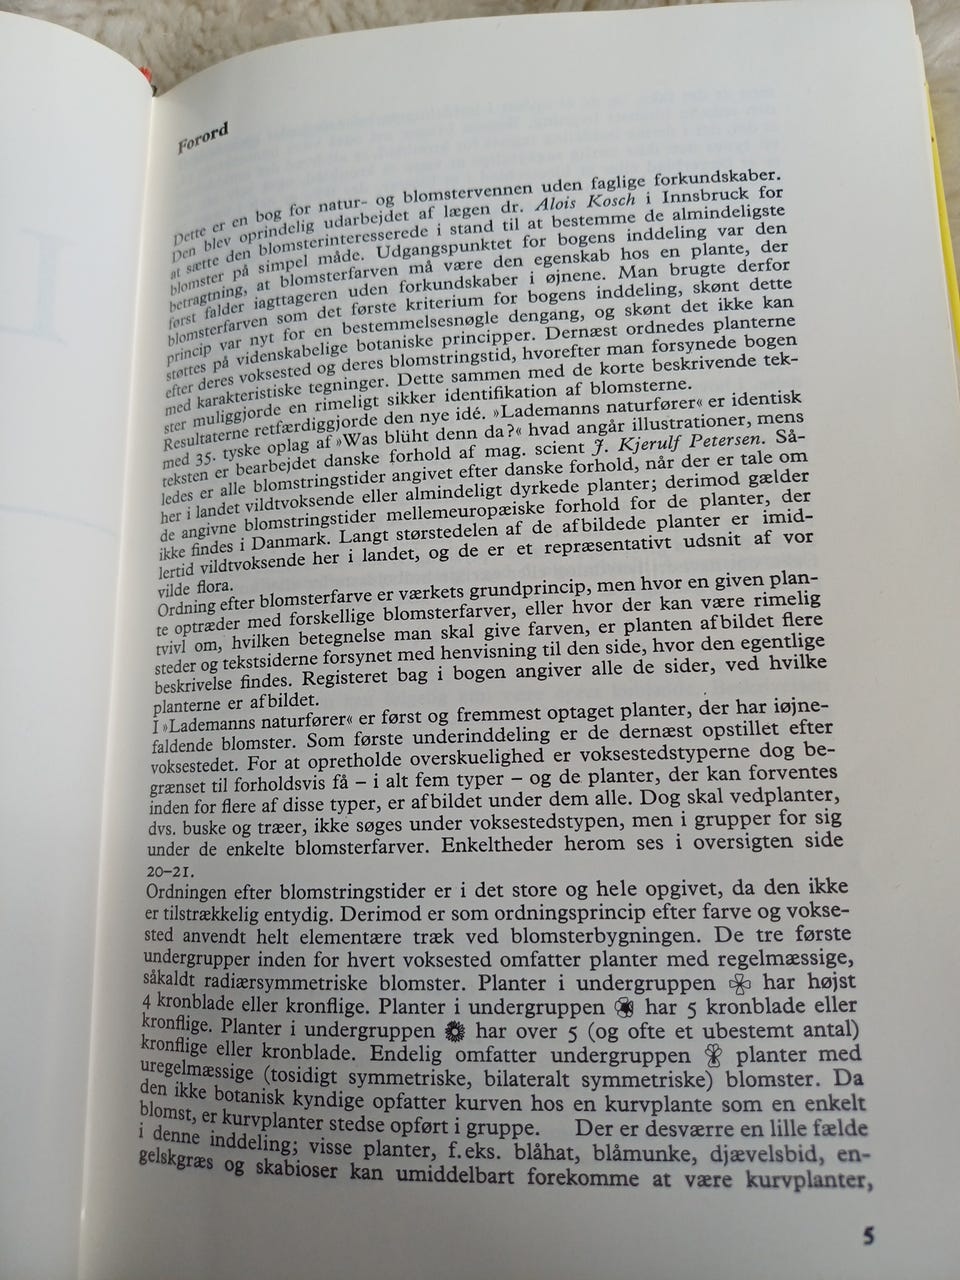 Forord
Dette er en bog for natur- og blomstervennen uden faglige forkundskaber.
Den blev oprindelig udarbejdet af lægen dr. Alois Kosch i Innsbruck for
at sætte den blomsterinteresserede i stand til at bestemme de almindeligste
blomster på simpel måde. Udgangspunktet for bogens inddeling var den
betragtning, at blomsterfarven må være den egenskab hos en plante, der
først falder iagttageren uden forkundskaber i øjnene. Man brugte derfor
blomsterfarven som det første kriterium for bogens inddeling, skønt dette
princip var nyt for en bestemmelsesnøgle dengang, og skønt det ikke kan
støttes på videnskabelige botaniske principper. Dernæst ordnedes planterne
efter deres voksested og deres blomstringstid, hvorefter man forsynede bogen
med karakteristiske tegninger. Dette sammen med de korte beskrivende tek-
ster muliggjorde en rimeligt sikker identifikation af blomsterne.
Resultaterne retfærdiggjorde den nye idé. »Lademanns naturfører« er identisk
med 35. tyske oplag af »Was blüht denn da?« hvad angår illustrationer, mens
teksten er bearbejdet danske forhold af mag. scient J. Kjerulf Petersen. Så-
ledes er alle blomstringstider angivet efter danske forhold, når der er tale om
her i landet vildtvoksende eller almindeligt dyrkede planter; derimod gælder
de angivne blomstringstider mellemeuropæiske forhold for de planter, der
ikke findes i Danmark. Langt størstedelen af de afbildede planter er imid-
lertid vildtvoksende her i landet, og de er et repræsentativt udsnit af vor
vilde flora.
Ordning efter blomsterfarve er værkets grundprincip, men hvor en given plan-
te optræder med forskellige blomsterfarver, eller hvor der kan være rimelig
tvivl om, hvilken betegnelse man skal give farven, er planten afbildet flere
steder og tekstsiderne forsynet med henvisning til den side, hvor den egentlige
beskrivelse findes. Registeret bag i bogen angiver alle de sider, ved hvilke
planterne er afbildet.
I »Lademanns naturfører« er først og fremmest optaget planter, der har iøjne-
faldende blomster. Som første underinddeling er de dernæst opstillet efter
voksestedet. For at opretholde overskuelighed er voksestedstyperne dog be-
grænset til forholdsvis få – i alt fem typer – og de planter, der kan forventes
inden for flere af disse typer, er afbildet under dem alle. Dog skal vedplanter,
dvs. buske og træer, ikke søges under voksestedstypen, men i grupper for sig
under de enkelte blomsterfarver. Enkeltheder herom ses i oversigten side
20–21.
Ordningen efter blomstringstider er i det store og hele opgivet, da den ikke
er tilstrækkelig entydig. Derimod er som ordningsprincip efter farve og vokse-
sted anvendt helt elementære træk ved blomsterbygningen. De tre første
undergrupper inden for hvert voksested omfatter planter med regelmæssige,
såkaldt radiærsymmetriske blomster. Planter i undergruppen har højst
4 kronblade eller kronflige. Planter i undergruppen har 5 kronblade eller
kronflige. Planter i undergruppen har over 5 (og ofte et ubestemt antal)
kronflige eller kronblade. Endelig omfatter undergruppen planter med
uregelmæssige (tosidigt symmetriske, bilateralt symmetriske) blomster. Da
den ikke botanisk kyndige opfatter kurven hos en kurvplante som en enkelt
blomst, er kurvplanter stedse opført i gruppe. Der er desværre en lille fælde
i denne inddeling; visse planter, f.eks. blåhat, blåmunke, djævelsbid, en-
gelskgræs og skabioser kan umiddelbart forekomme at være kurvplanter,
5